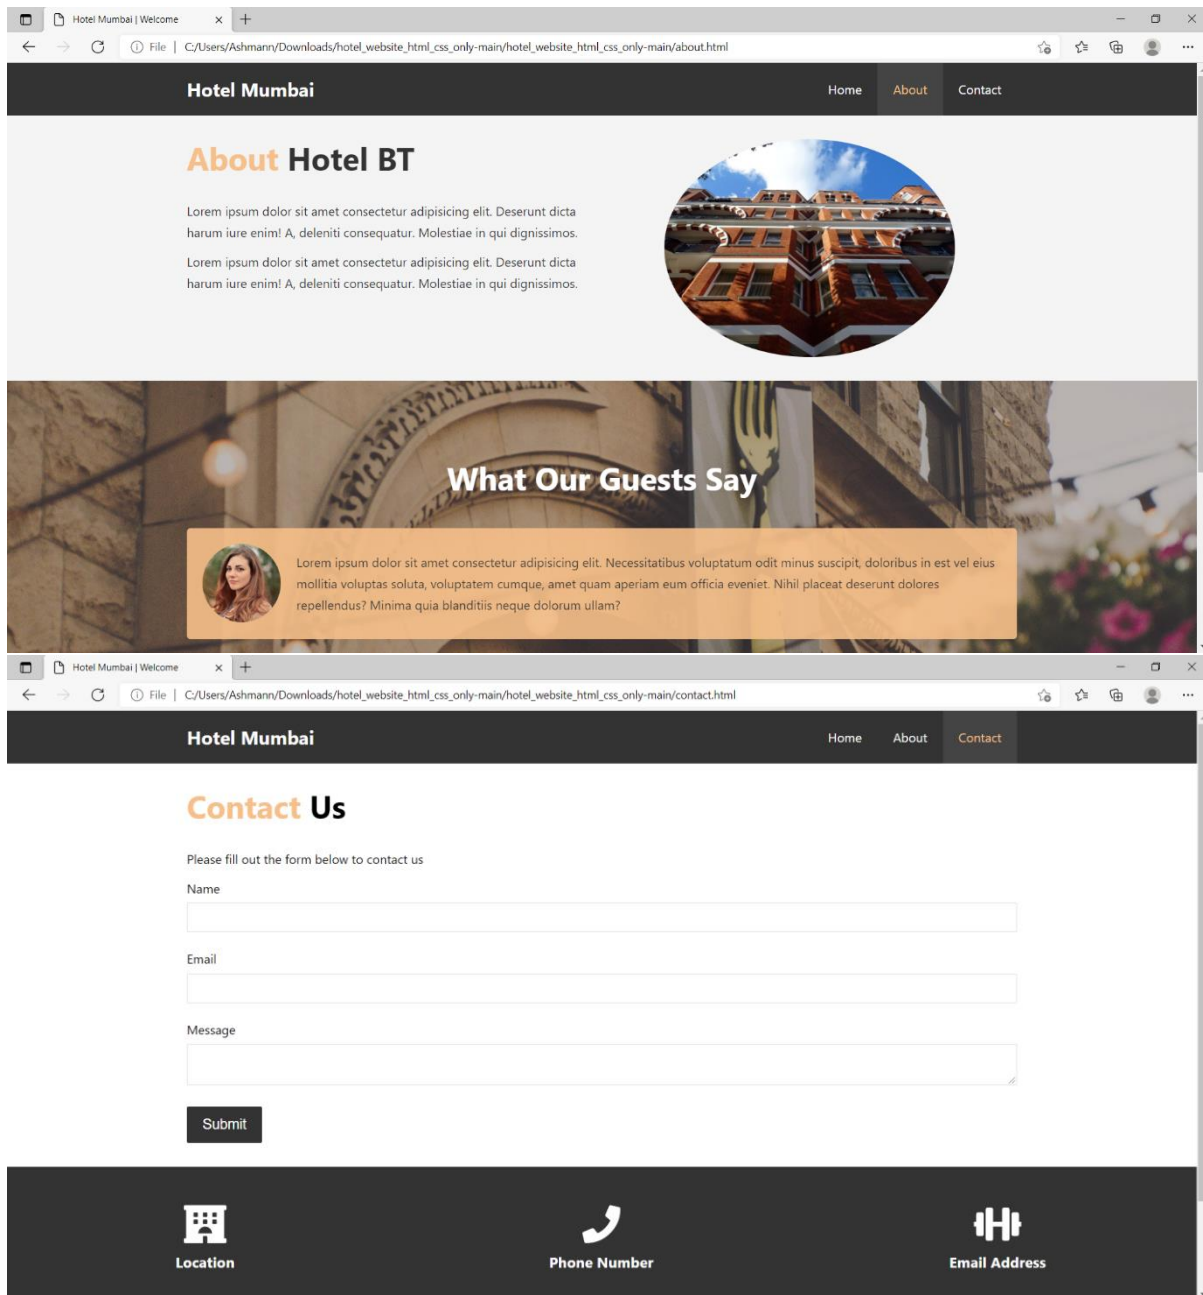 Hotel Mumbai | Welcome
File | C:/Users/Ashmann/Downloads/hotel_website_html_css_only-main/hotel_website_html_css_only-main/about.html
Hotel Mumbai
Home About Contact
About Hotel BT
Lorem ipsum dolor sit amet consectetur adipisicing elit. Deserunt dicta
harum iure enim! A, deleniti consequatur. Molestiae in qui dignissimos.
Lorem ipsum dolor sit amet consectetur adipisicing elit. Deserunt dicta
harum iure enim! A, deleniti consequatur. Molestiae in qui dignissimos.
What Our Guests Say
Lorem ipsum dolor sit amet consectetur adipisicing elit. Necessitatibus voluptatum odit minus suscipit, doloribus in est vel eius
mollitia voluptas soluta, voluptatem cumque, amet quam aperiam eum officia eveniet. Nihil placeat deserunt dolores
repellendus? Minima quia blanditiis neque dolorum ullam?
Hotel Mumbai | Welcome
File | C:/Users/Ashmann/Downloads/hotel_website_html_css_only-main/hotel_website_html_css_only-main/contact.html
Hotel Mumbai
Home About Contact
Contact Us
Please fill out the form below to contact us
Name
Email
Message
Submit
Location Phone Number Email Address